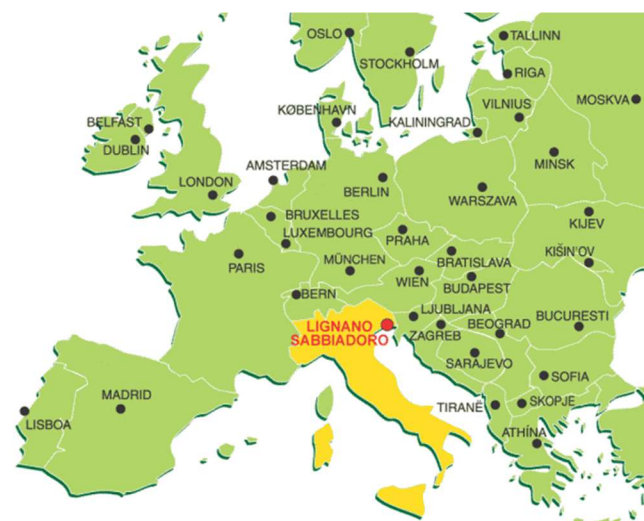 OSLO
TALLINN
STOCKHOLM
RIGA
MOSKVA
VILNIUS
KØBENHAVN
KALININGRAD
BELFAST
DUBLIN
MINSK
AMSTERDAM
LONDON
BERLIN
WARSZAVA
BRUXELLES
KIJEV
LUXEMBOURG
PRAHA
KIŠIN'OV
PARIS
MÜNCHEN
BRATISLAVA
WIEN
BUDAPEST
BERN
LJUBLJANA
BUCURESTI
LIGNANO
SABBIADORO
ZAGREB
BEOGRAD
SARAJEVO
SOFIA
MADRID
TIRANË
SKOPJE
LISBOA
ATHÍNA